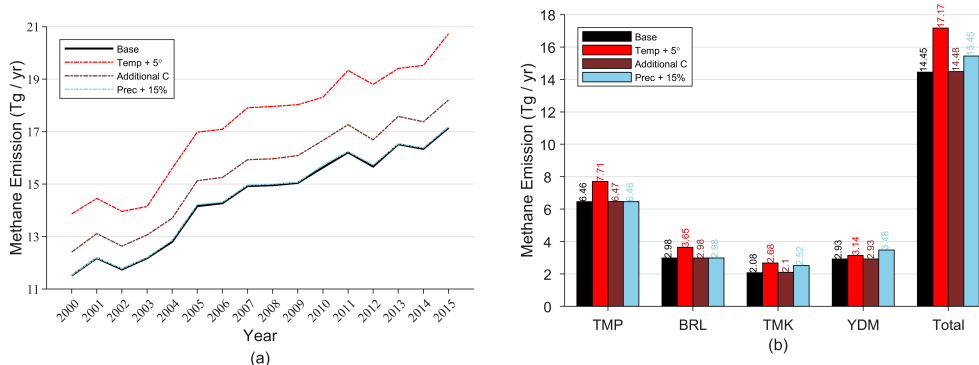 Methane Emission (Tg / yr)
21
19
17
15
13
11
Base
Temp + 5°
Additional C
Prec + 15%
2000 2001 2002 2003 2004 2005 2006 2007 2008 2009 2010 2011 2012 2013 2014 2015
Year
(a)
Methane Emission (Tg / yr)
18
16
14
12
10
8
6
4
2
0
Base
Temp + 5°
Additional C
Prec + 15%
6.46 7.71 6.47 6.46
2.98 3.65 2.98 2.98
2.08 2.68 2.1 2.52
2.93 3.14 2.93 3.48
14.45 17.17 14.48 15.45
TMP BRL TMK YDM Total
(b)